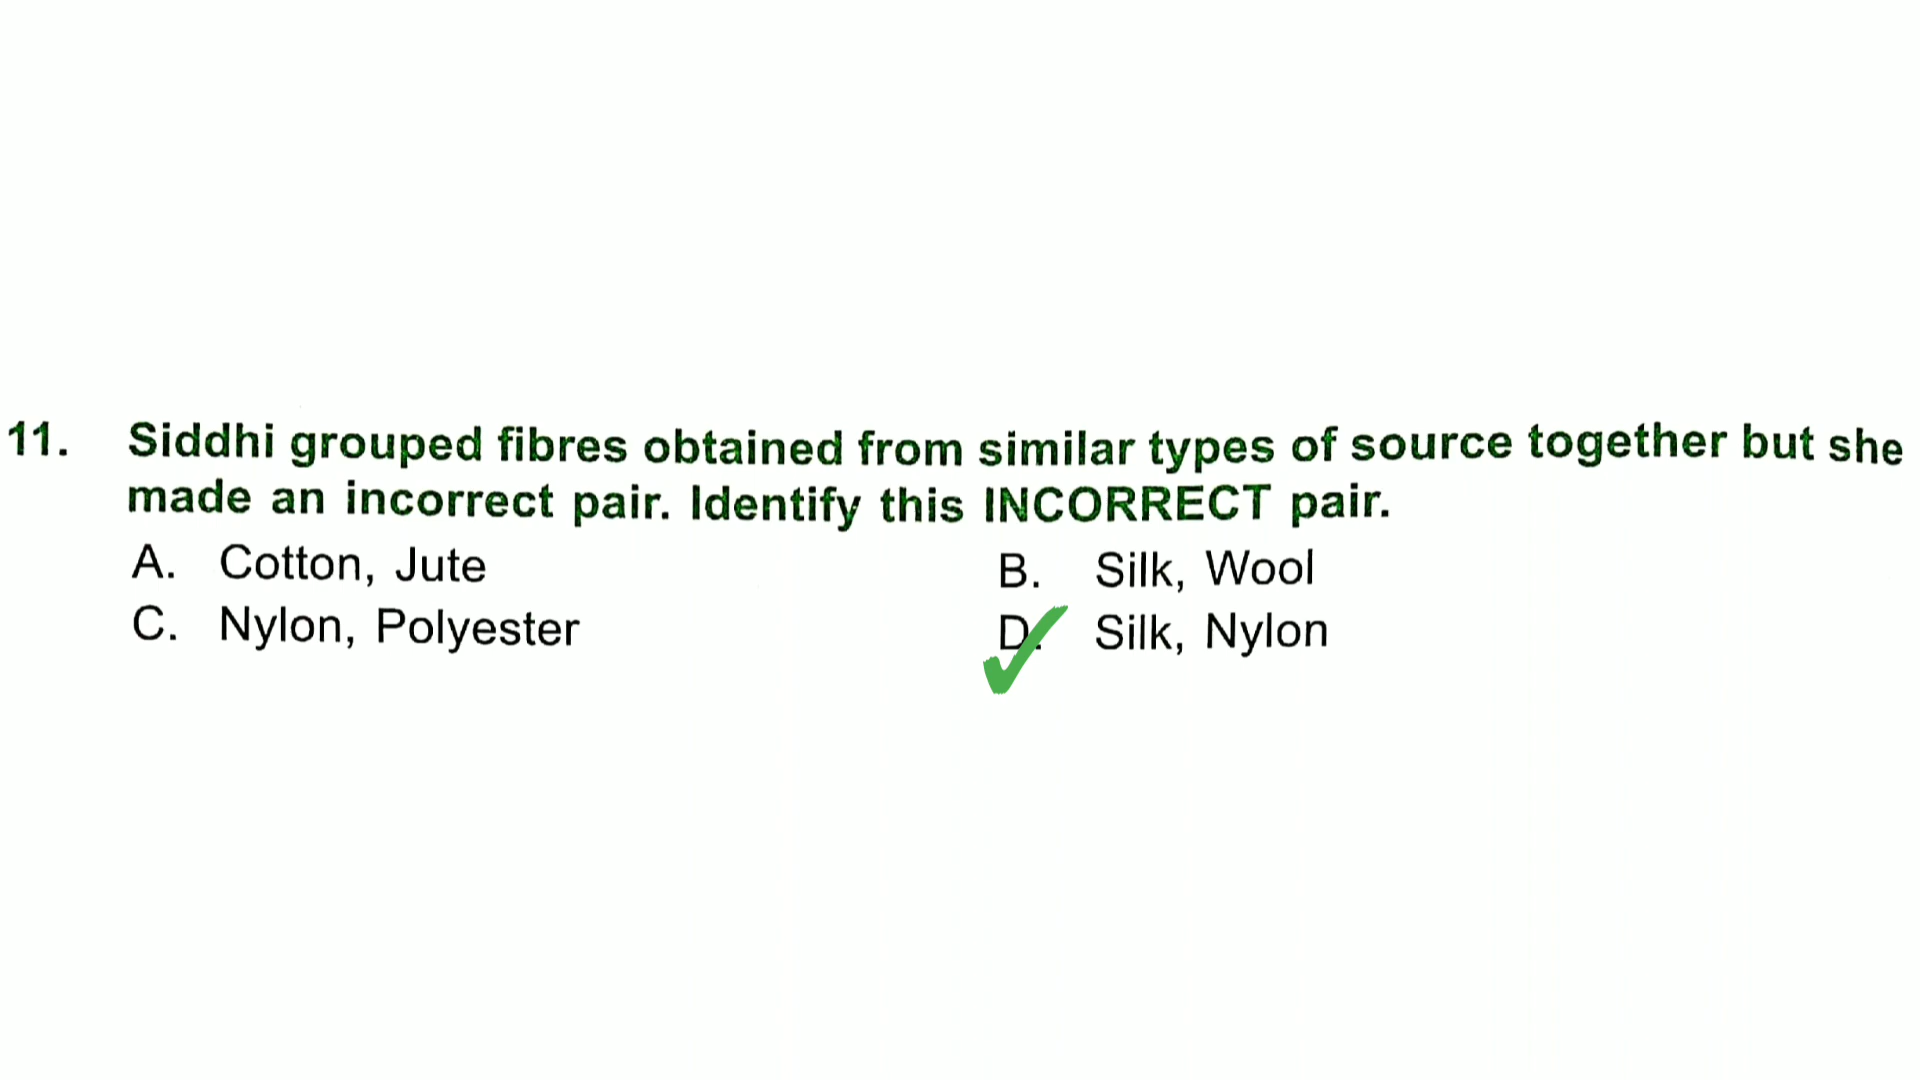 11. Siddhi grouped fibres obtained from similar types of source together but she
made an incorrect pair. Identify this INCORRECT pair.
A. Cotton, Jute B. Silk, Wool
C. Nylon, Polyester D. Silk, Nylon